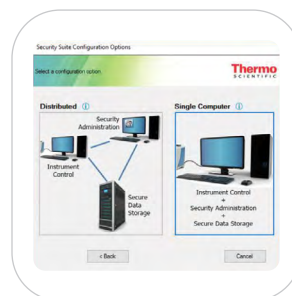 Security Suite Configuration Options
Select a configuration option.
Thermo
SCIENTIFIC
Distributed
Single Computer
Security
Administration
Instrument
Control
Secure
Data
Storage
Instrument Control
+
Security Administration
+
Secure Data Storage
< Back
Cancel